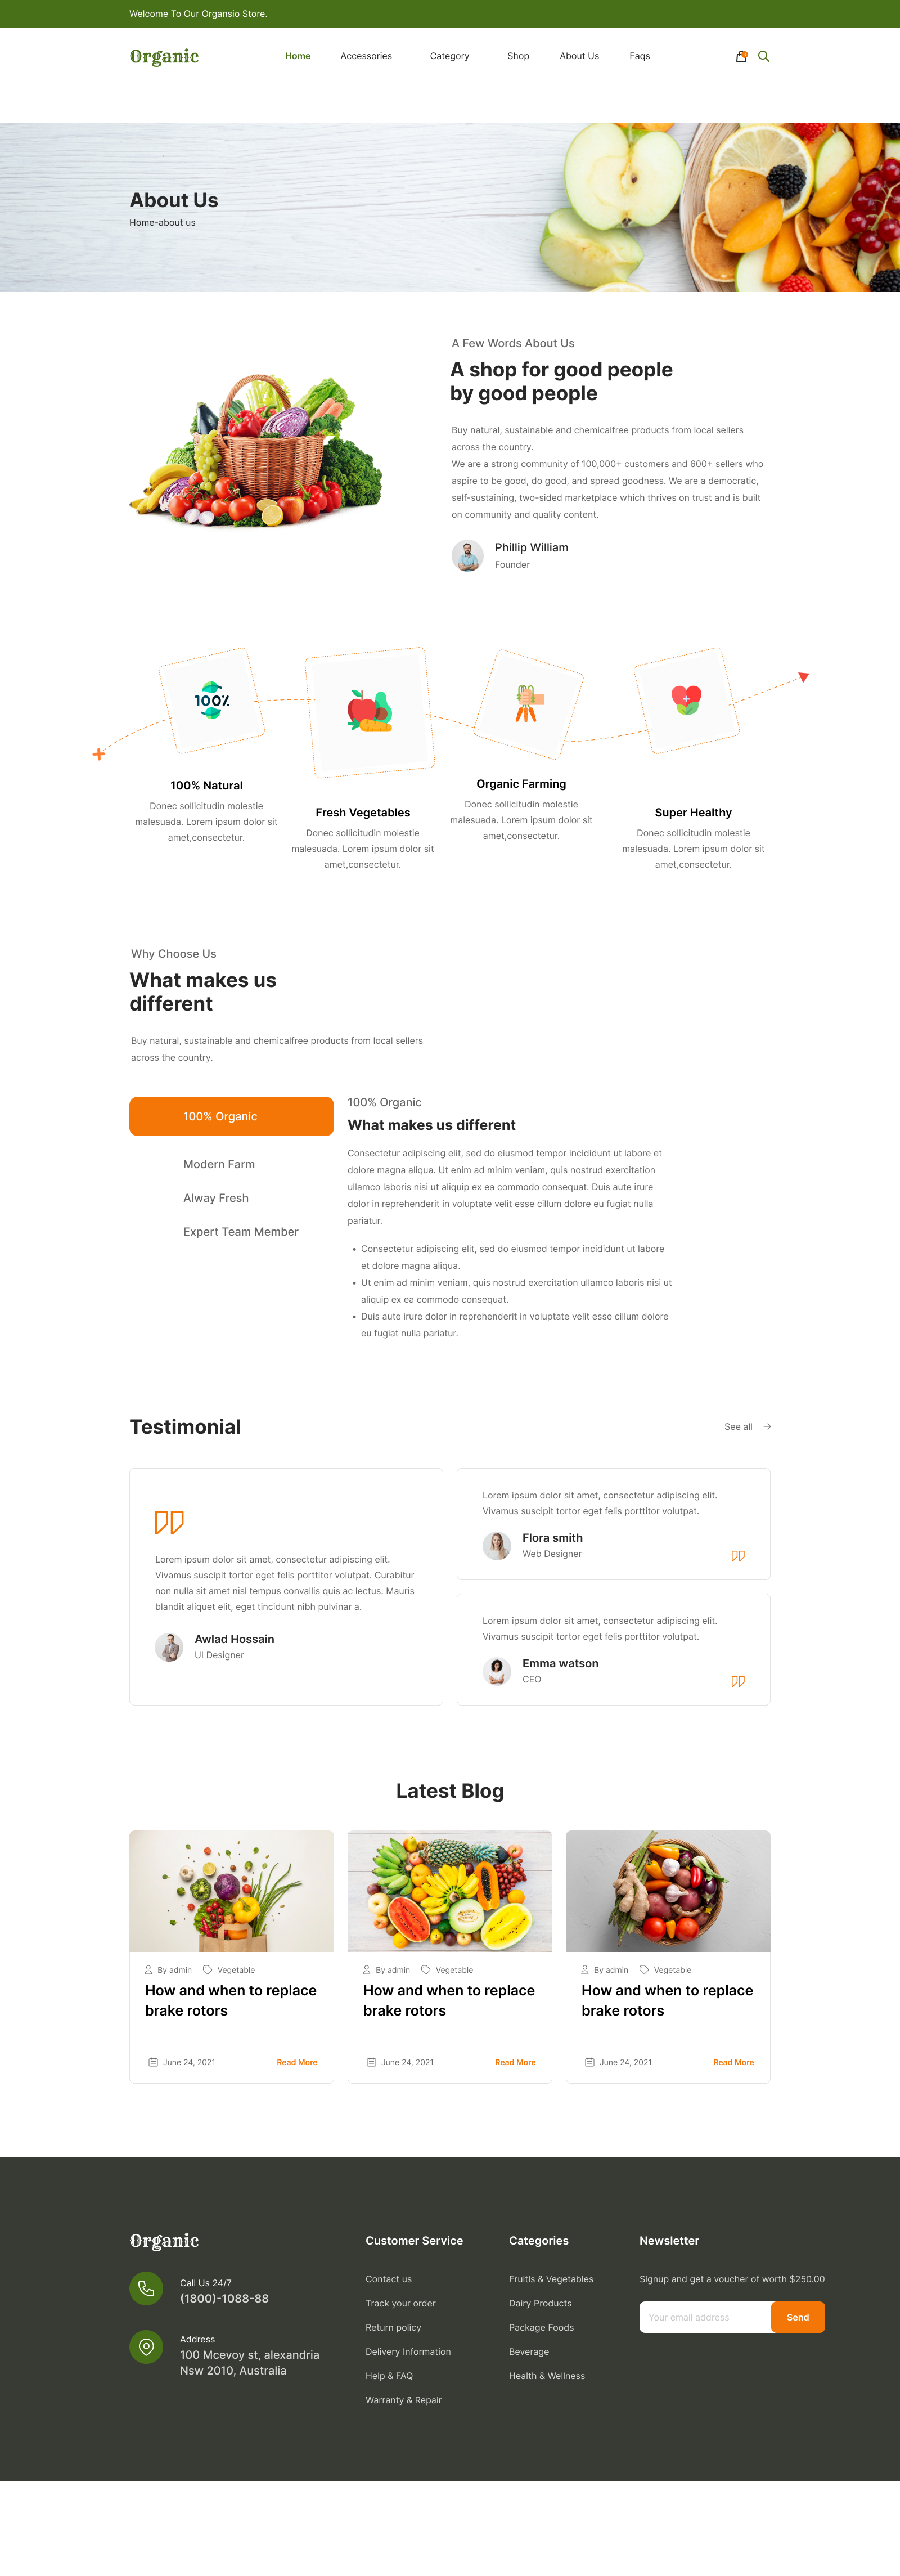 Welcome To Our Organsio Store.
Organic
Home
Accessories
Category
Shop
About Us
Faqs
About Us
Home-about us
A Few Words About Us
A shop for good people
by good people
Buy natural, sustainable and chemicalfree products from local sellers
across the country.
We are a strong community of 100,000+ customers and 600+ sellers who
aspire to be good, do good, and spread goodness. We are a democratic,
self-sustaining, two-sided marketplace which thrives on trust and is built
on community and quality content.
Phillip William
Founder
100%
100% Natural
Donec sollicitudin molestie
malesuada. Lorem ipsum dolor sit
amet,consectetur.
Fresh Vegetables
Donec sollicitudin molestie
malesuada. Lorem ipsum dolor sit
amet,consectetur.
Organic Farming
Donec sollicitudin molestie
malesuada. Lorem ipsum dolor sit
amet,consectetur.
Super Healthy
Donec sollicitudin molestie
malesuada. Lorem ipsum dolor sit
amet,consectetur.
Why Choose Us
What makes us
different
Buy natural, sustainable and chemicalfree products from local sellers
across the country.
100% Organic
Modern Farm
Alway Fresh
Expert Team Member
100% Organic
What makes us different
Consectetur adipiscing elit, sed do eiusmod tempor incididunt ut labore et
dolore magna aliqua. Ut enim ad minim veniam, quis nostrud exercitation
ullamco laboris nisi ut aliquip ex ea commodo consequat. Duis aute irure
dolor in reprehenderit in voluptate velit esse cillum dolore eu fugiat nulla
pariatur.
• Consectetur adipiscing elit, sed do eiusmod tempor incididunt ut labore
et dolore magna aliqua.
• Ut enim ad minim veniam, quis nostrud exercitation ullamco laboris nisi ut
aliquip ex ea commodo consequat.
• Duis aute irure dolor in reprehenderit in voluptate velit esse cillum dolore
eu fugiat nulla pariatur.
Testimonial
See all
Lorem ipsum dolor sit amet, consectetur adipiscing elit.
Vivamus suscipit tortor eget felis porttitor volutpat. Curabitur
non nulla sit amet nisl tempus convallis quis ac lectus. Mauris
blandit aliquet elit, eget tincidunt nibh pulvinar a.
Awlad Hossain
UI Designer
Lorem ipsum dolor sit amet, consectetur adipiscing elit.
Vivamus suscipit tortor eget felis porttitor volutpat.
Flora smith
Web Designer
Lorem ipsum dolor sit amet, consectetur adipiscing elit.
Vivamus suscipit tortor eget felis porttitor volutpat.
Emma watson
CEO
Latest Blog
By admin
Vegetable
How and when to replace
brake rotors
June 24, 2021
Read More
By admin
Vegetable
How and when to replace
brake rotors
June 24, 2021
Read More
By admin
Vegetable
How and when to replace
brake rotors
June 24, 2021
Read More
Organic
Call Us 24/7
(1800)-1088-88
Address
100 Mcevoy st, alexandria
Nsw 2010, Australia
Customer Service
Contact us
Track your order
Return policy
Delivery Information
Help & FAQ
Warranty & Repair
Categories
Fruitls & Vegetables
Dairy Products
Package Foods
Beverage
Health & Wellness
Newsletter
Signup and get a voucher of worth $250.00
Your email address
Send